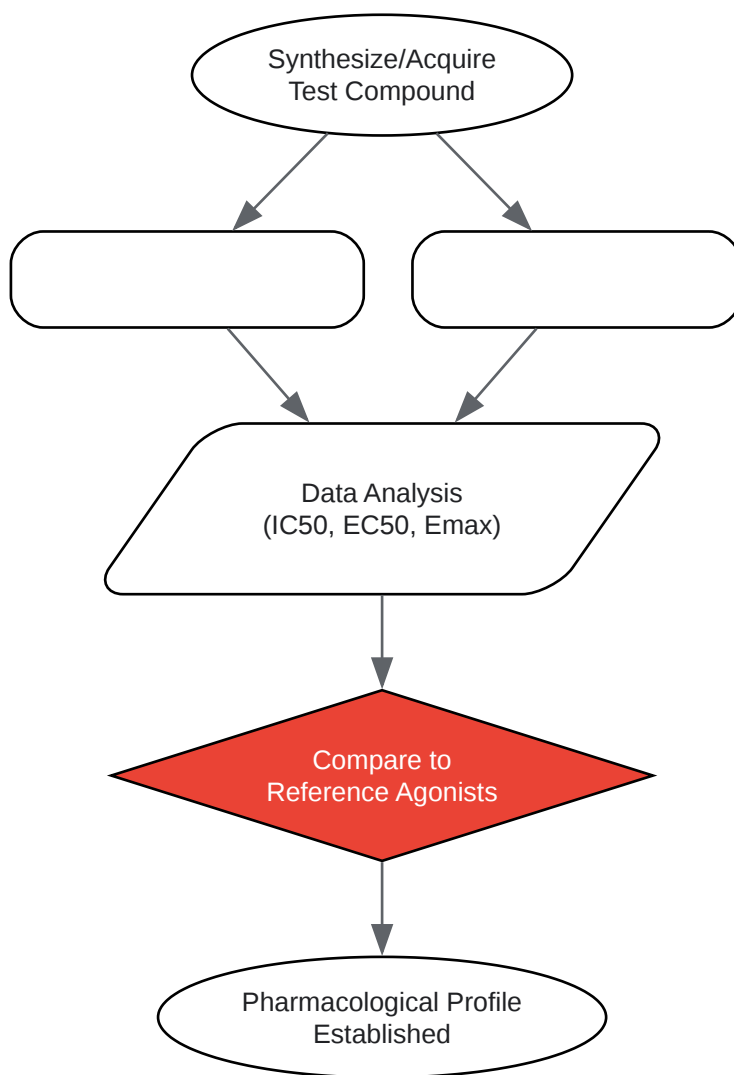 Synthesize/Acquire
Test Compound
Data Analysis
(IC50, EC50, Emax)
Compare to
Reference Agonists
Pharmacological Profile
Established